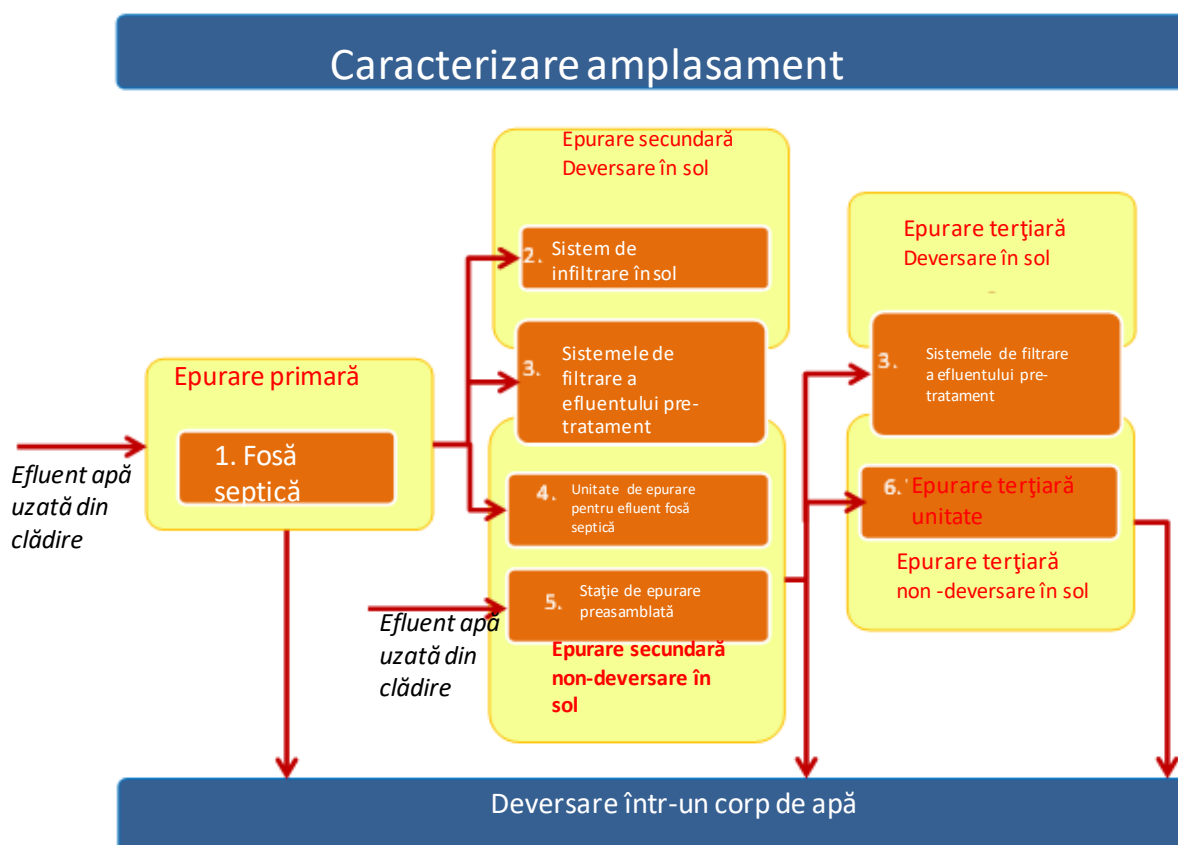 Caracterizare amplasament
Epurare secundară
Deversare în sol
2. Sistem de
infiltrare în sol
3. Sistemele de
filtrare a
efluentului pre-
tratament
Epurare terţiară
Deversare în sol
3. Sistemele de filtrare
a efluentului pre-
tratament
Epurare primară
1. Fosă
septică
Efluent apă
uzată din
clădire
4. Unitate de epurare
pentru efluent fosă
septică
5. Staţie de epurare
preasamblată
Efluent apă
uzată din
clădire
Epurare secundară
non-deversare în
sol
6. Epurare terţiară
unitate
Epurare terţiară
non -deversare în sol
Deversare într-un corp de apă